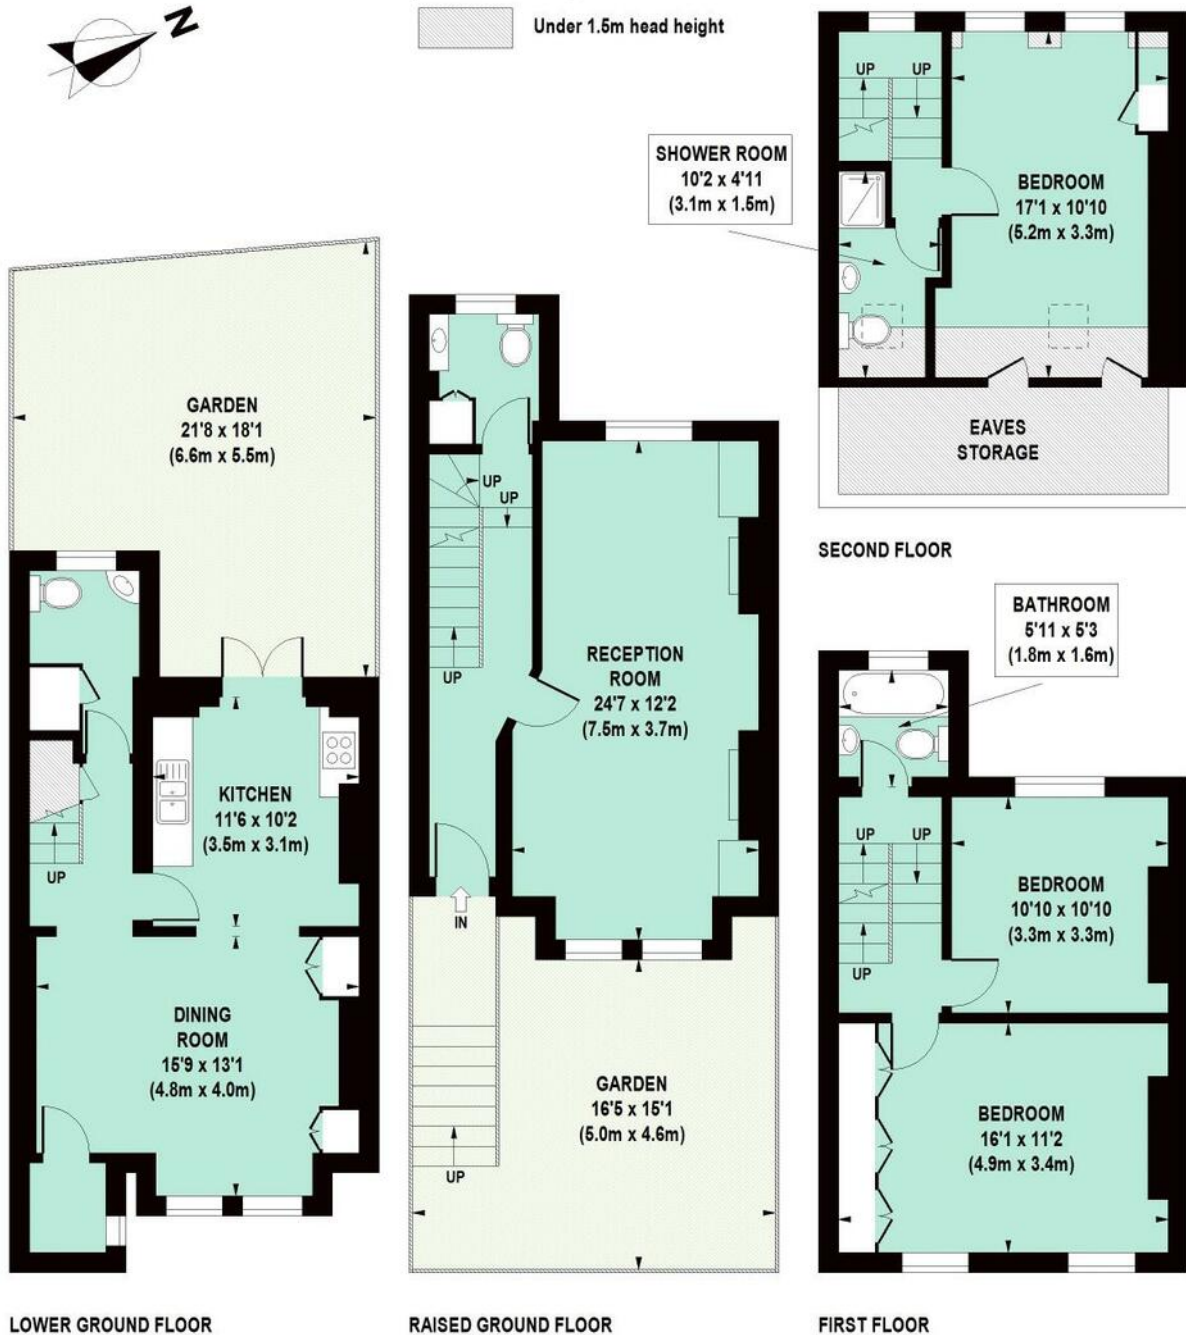 N
Under 1.5m head height
SHOWER ROOM
10'2 x 4'11
(3.1m x 1.5m)
UP
UP
BEDROOM
17'1 x 10'10
(5.2m x 3.3m)
EAVES
STORAGE
SECOND FLOOR
GARDEN
21'8 x 18'1
(6.6m x 5.5m)
KITCHEN
11'6 x 10'2
(3.5m x 3.1m)
UP
DINING
ROOM
15'9 x 13'1
(4.8m x 4.0m)
LOWER GROUND FLOOR
UP
UP
UP
RECEPTION
ROOM
24'7 x 12'2
(7.5m x 3.7m)
IN
UP
GARDEN
16'5 x 15'1
(5.0m x 4.6m)
RAISED GROUND FLOOR
BATHROOM
5'11 x 5'3
(1.8m x 1.6m)
UP
UP
UP
BEDROOM
10'10 x 10'10
(3.3m x 3.3m)
BEDROOM
16'1 x 11'2
(4.9m x 3.4m)
FIRST FLOOR